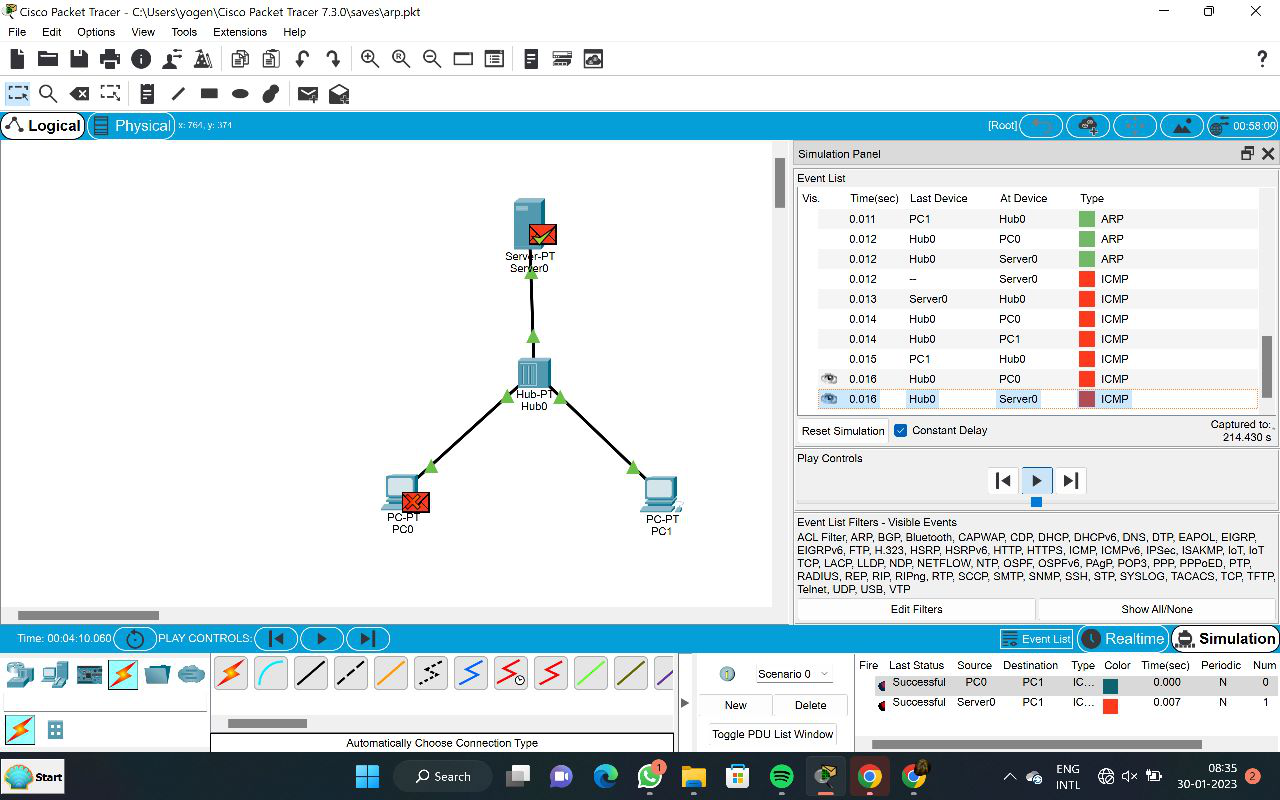 Cisco Packet Tracer - C:\Users\yogen\Cisco Packet Tracer 7.3.0\saves\arp.pkt
File Edit Options View Tools Extensions Help
Logical Physical x: 764, y: 374 [Root] 00:58:00
Server-PT
Server0
Hub-PT
Hub0
PC-PT
PC0
PC-PT
PC1
Simulation Panel
Event List
Vis. Time(sec) Last Device At Device Type
0.011 PC1 Hub0 ARP
0.012 Hub0 PC0 ARP
0.012 Hub0 Server0 ARP
0.012 -- Server0 ICMP
0.013 Server0 Hub0 ICMP
0.014 Hub0 PC0 ICMP
0.014 Hub0 PC1 ICMP
0.015 PC1 Hub0 ICMP
0.016 Hub0 PC0 ICMP
0.016 Hub0 Server0 ICMP
Reset Simulation Constant Delay Captured to:
214.430 s
Play Controls
Event List Filters - Visible Events
ACL Filter, ARP, BGP, Bluetooth, CAPWAP, CDP, DHCP, DHCPv6, DNS, DTP, EAPOL, EIGRP,
EIGRPv6, FTP, H.323, HSRP, HSRPv6, HTTP, HTTPS, ICMP, ICMPv6, IPSec, ISAKMP, IoT, IoT
TCP, LACP, LLDP, NDP, NETFLOW, NTP, OSPF, OSPFv6, PAgP, POP3, PPP, PPPoED, PTP,
RADIUS, REP, RIP, RIPng, RTP, SCCP, SMTP, SNMP, SSH, STP, SYSLOG, TACACS, TCP, TFTP,
Telnet, UDP, USB, VTP
Edit Filters Show All/None
Time: 00:04:10.060 PLAY CONTROLS: Event List Realtime Simulation
Scenario 0
New Delete
Toggle PDU List Window
Automatically Choose Connection Type
Fire Last Status Source Destination Type Color Time(sec) Periodic Num
Successful PC0 PC1 IC... 0.000 N 0
Successful Server0 PC1 IC... 0.007 N 1
Start Search 1 ENG
INTL
08:35
30-01-2023 2